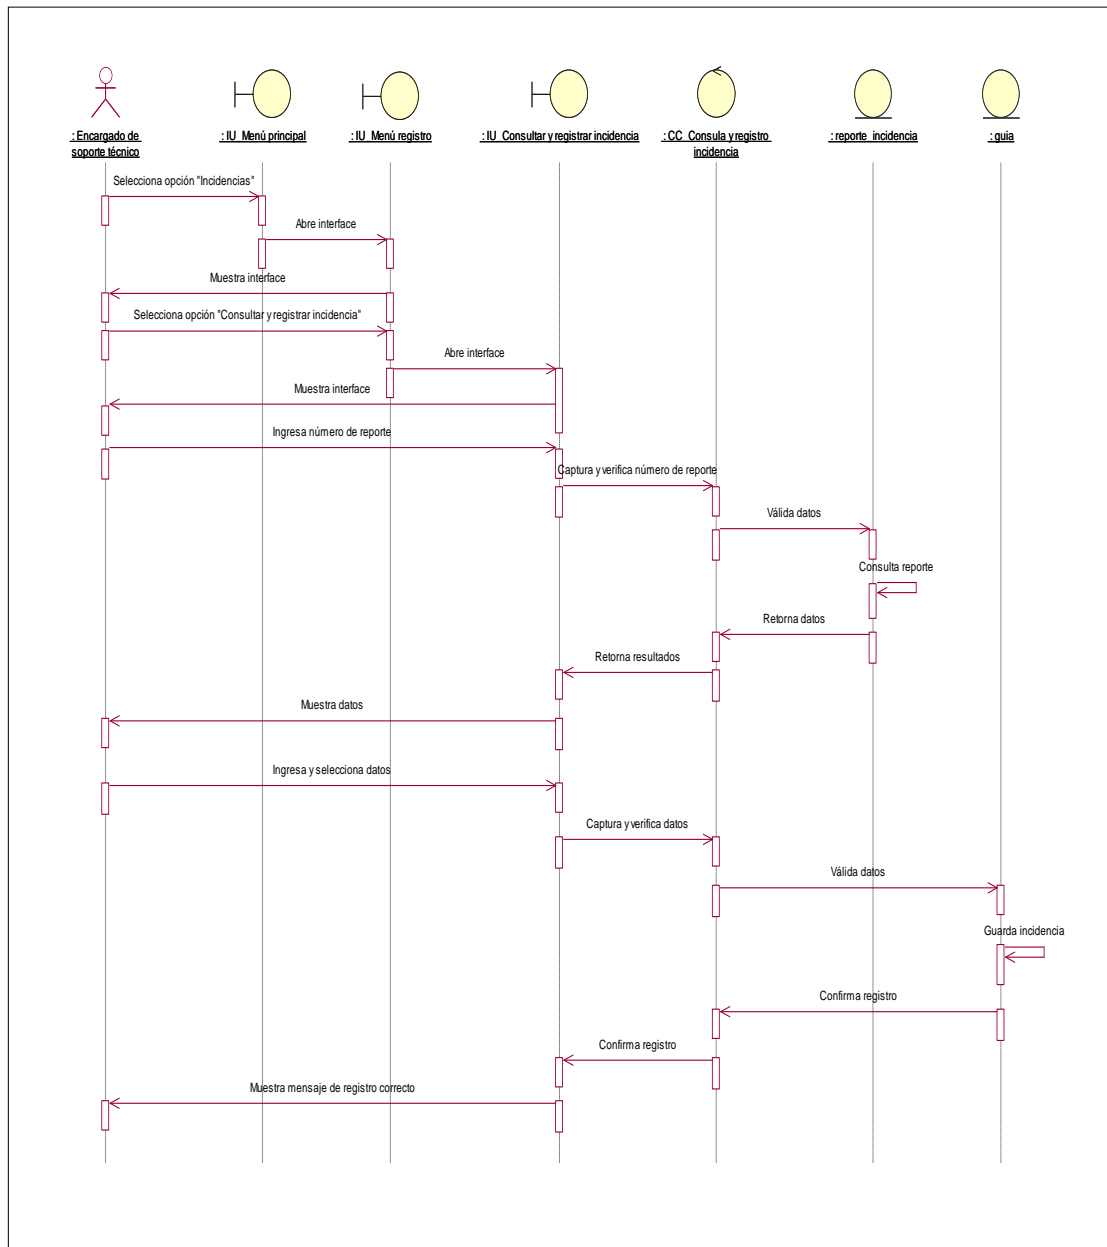 : Encargado de
soporte técnico
: IU_Menú principal
: IU_Menú registro
: IU_Consultar y registrar incidencia
: CC_Consula y registro
incidencia
: reporte_incidencia
: guia
Selecciona opción "Incidencias"
Abre interface
Muestra interface
Selecciona opción "Consultar y registrar incidencia"
Abre interface
Muestra interface
Ingresa número de reporte
Captura y verifica número de reporte
Válida datos
Consulta reporte
Retorna datos
Retorna resultados
Muestra datos
Ingresa y selecciona datos
Captura y verifica datos
Válida datos
Guarda incidencia
Confirma registro
Confirma registro
Muestra mensaje de registro correcto